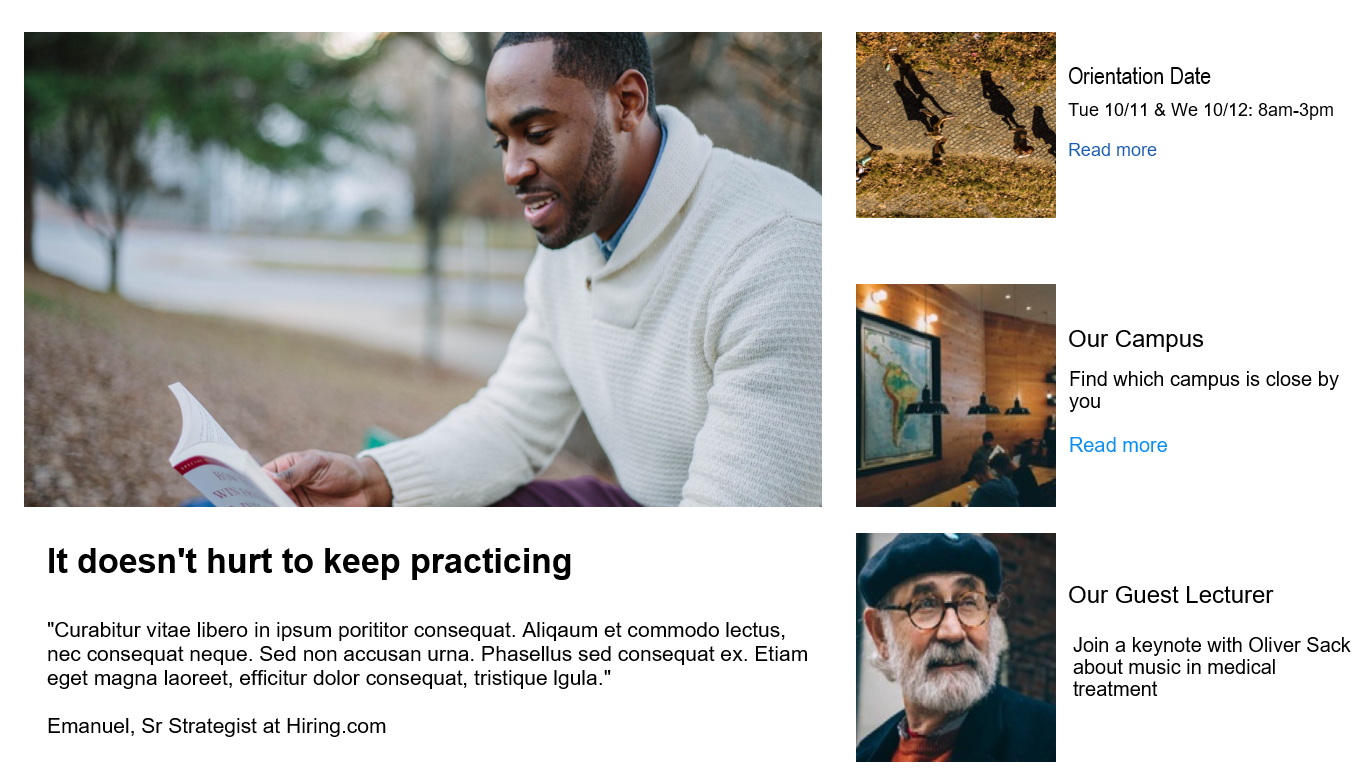 It doesn't hurt to keep practicing
"Curabitur vitae libero in ipsum porititor consequat. Aliqaum et commodo lectus,
nec consequat neque. Sed non accusan urna. Phasellus sed consequat ex. Etiam
eget magna laoreet, efficitur dolor consequat, tristique lgula."
Emanuel, Sr Strategist at Hiring.com
Orientation Date
Tue 10/11 & We 10/12: 8am-3pm
Read more
Our Campus
Find which campus is close by
you
Read more
Our Guest Lecturer
Join a keynote with Oliver Sack
about music in medical
treatment